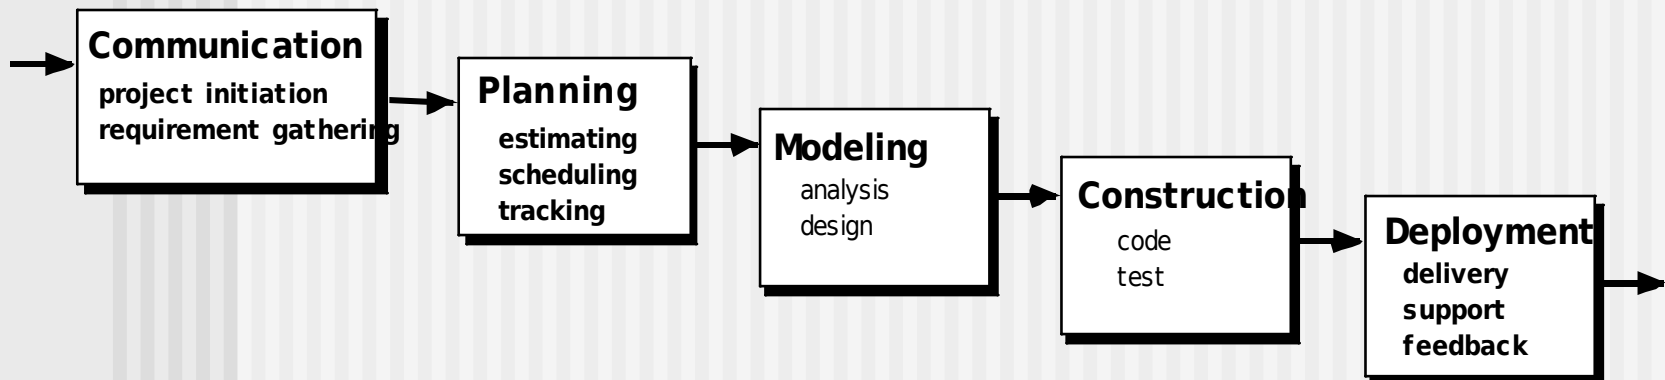 Communication
project initiation
requirement gathering
Planning
estimating
scheduling
tracking
Modeling
analysis
design
Construction
code
test
Deployment
delivery
support
feedback